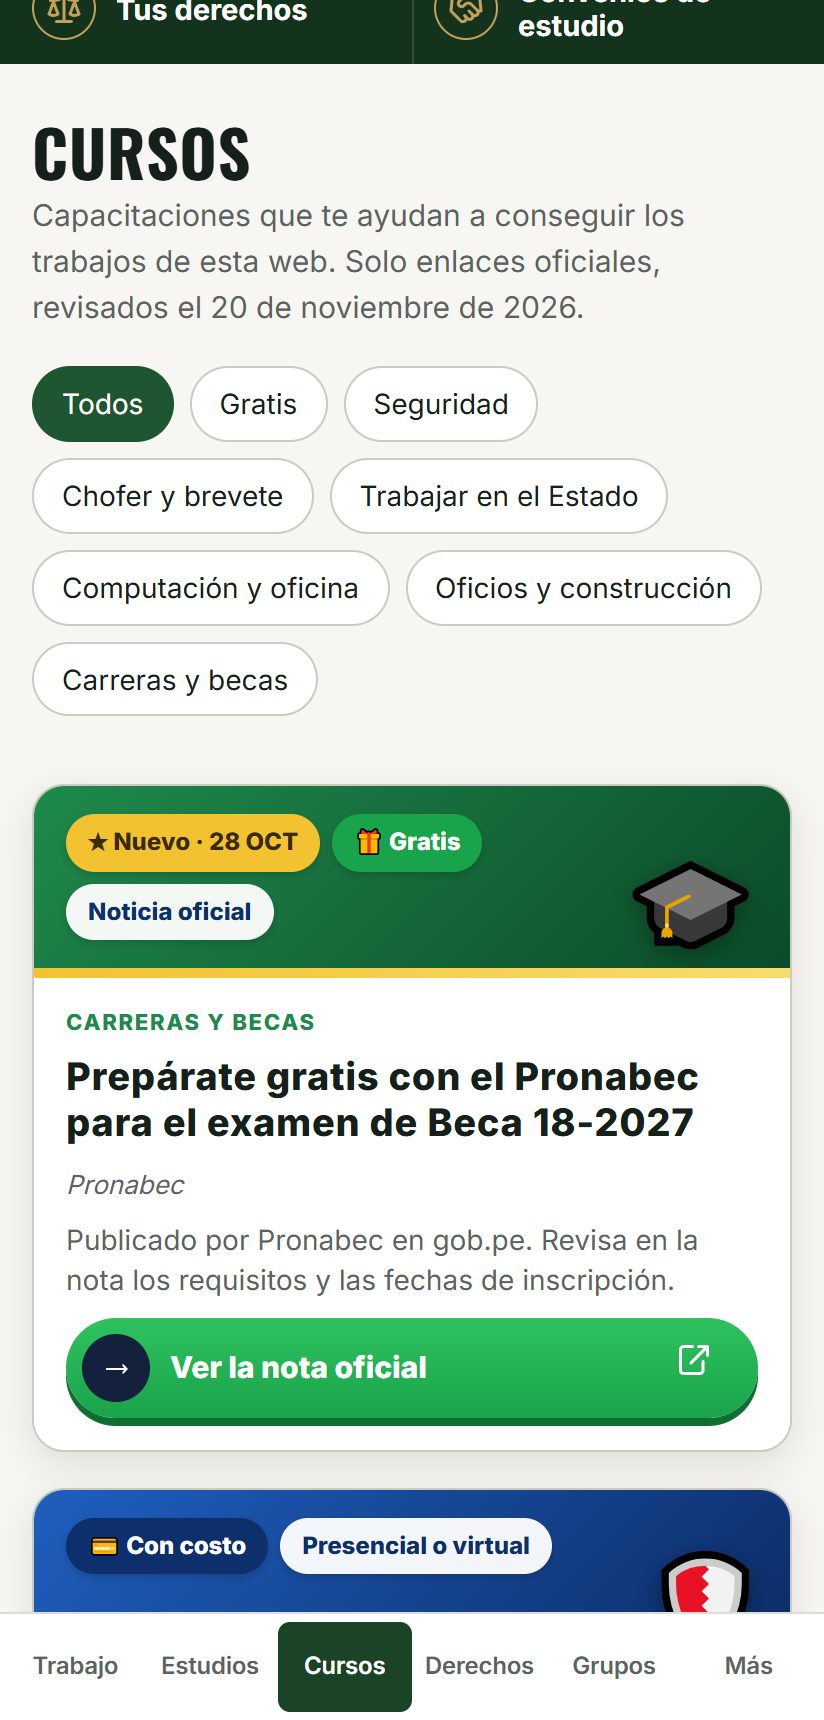 Tus derechos
Convenios de
estudio
CURSOS
Capacitaciones que te ayudan a conseguir los
trabajos de esta web. Solo enlaces oficiales,
revisados el 20 de noviembre de 2026.
Todos
Gratis
Seguridad
Chofer y brevete
Trabajar en el Estado
Computación y oficina
Oficios y construcción
Carreras y becas
★ Nuevo · 28 OCT
Gratis
Noticia oficial
CARRERAS Y BECAS
Prepárate gratis con el Pronabec
para el examen de Beca 18-2027
Pronabec
Publicado por Pronabec en gob.pe. Revisa en la
nota los requisitos y las fechas de inscripción.
→ Ver la nota oficial
Con costo
Presencial o virtual
Trabajo
Estudios
Cursos
Derechos
Grupos
Más